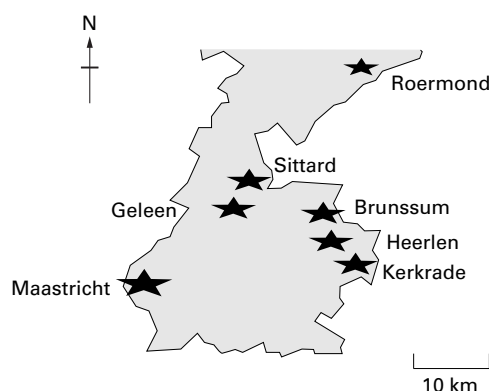 N
Roermond
Sittard
Geleen
Brunssum
Heerlen
Kerkrade
Maastricht
10 km